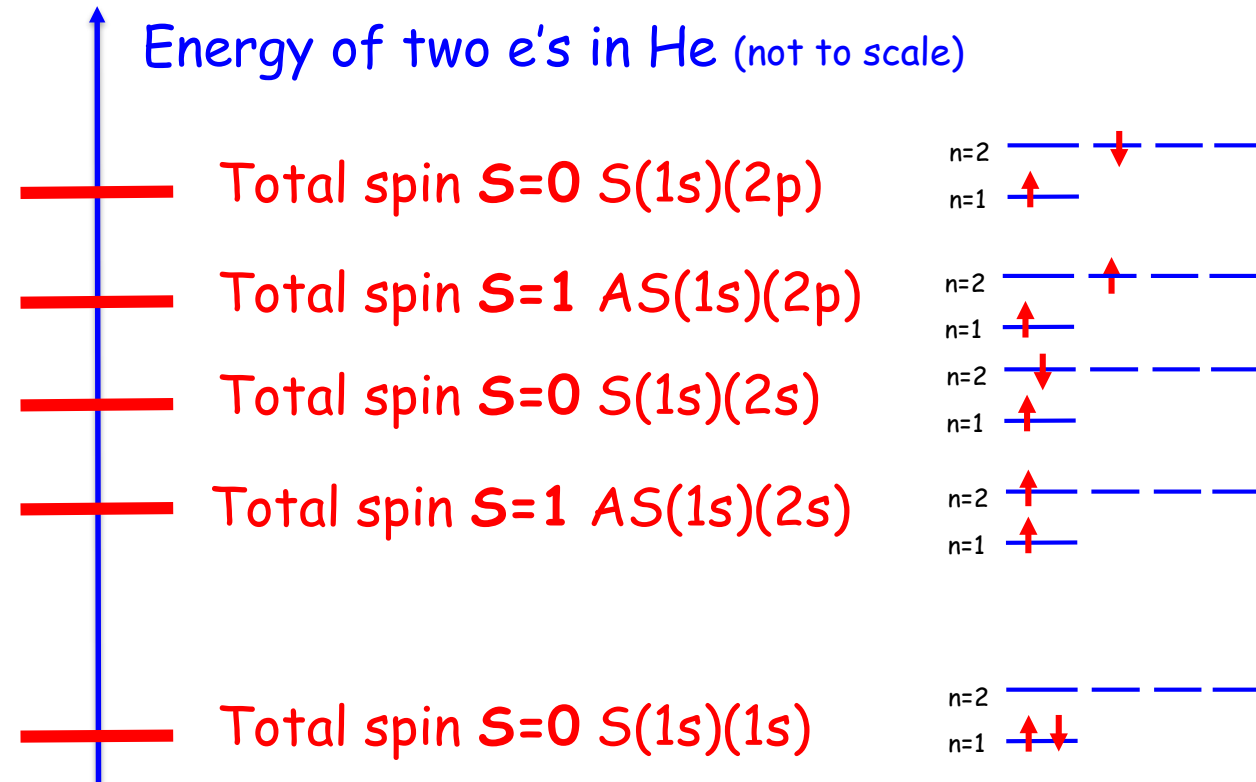 Energy of two e's in He (not to scale)
Total spin S=0 S(1s)(2p)
n=2
n=1
Total spin S=1 AS(1s)(2p)
n=2
n=1
Total spin S=0 S(1s)(2s)
n=2
n=1
Total spin S=1 AS(1s)(2s)
n=2
n=1
Total spin S=0 S(1s)(1s)
n=2
n=1